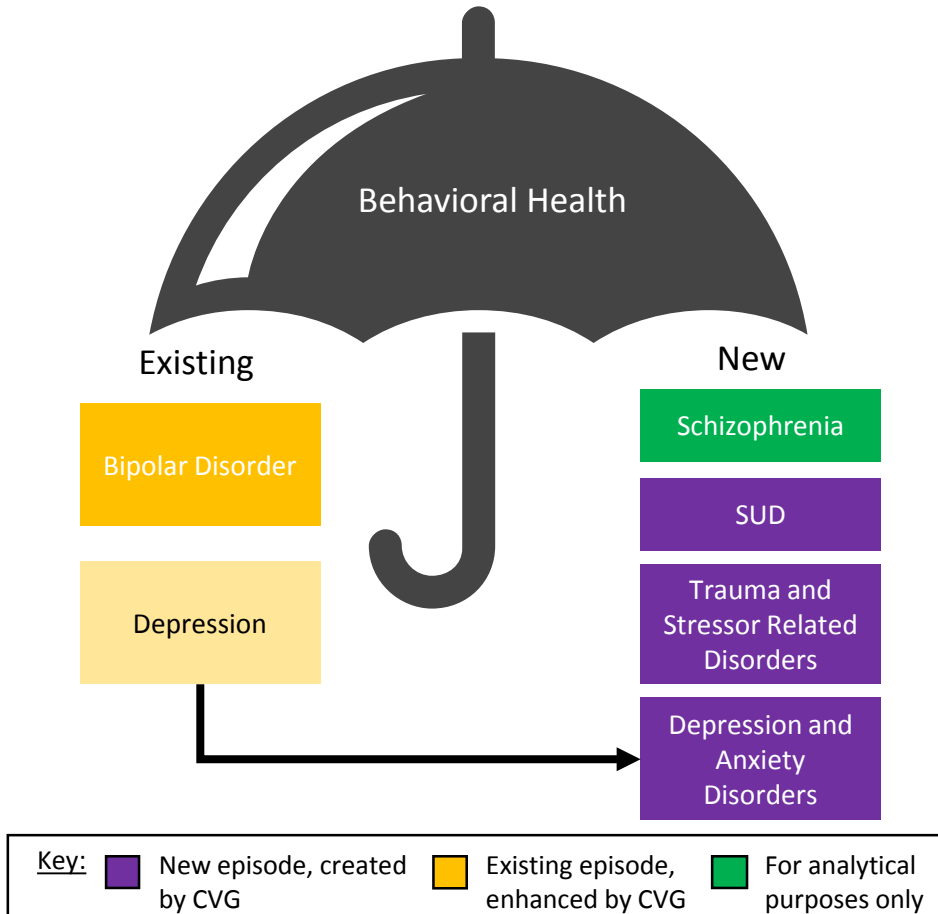 Behavioral Health
Existing
New
Bipolar Disorder
Depression
Schizophrenia
SUD
Trauma and
Stressor Related
Disorders
Depression and
Anxiety
Disorders
Key:
New episode, created
by CVG
Existing episode,
enhanced by CVG
For analytical
purposes only